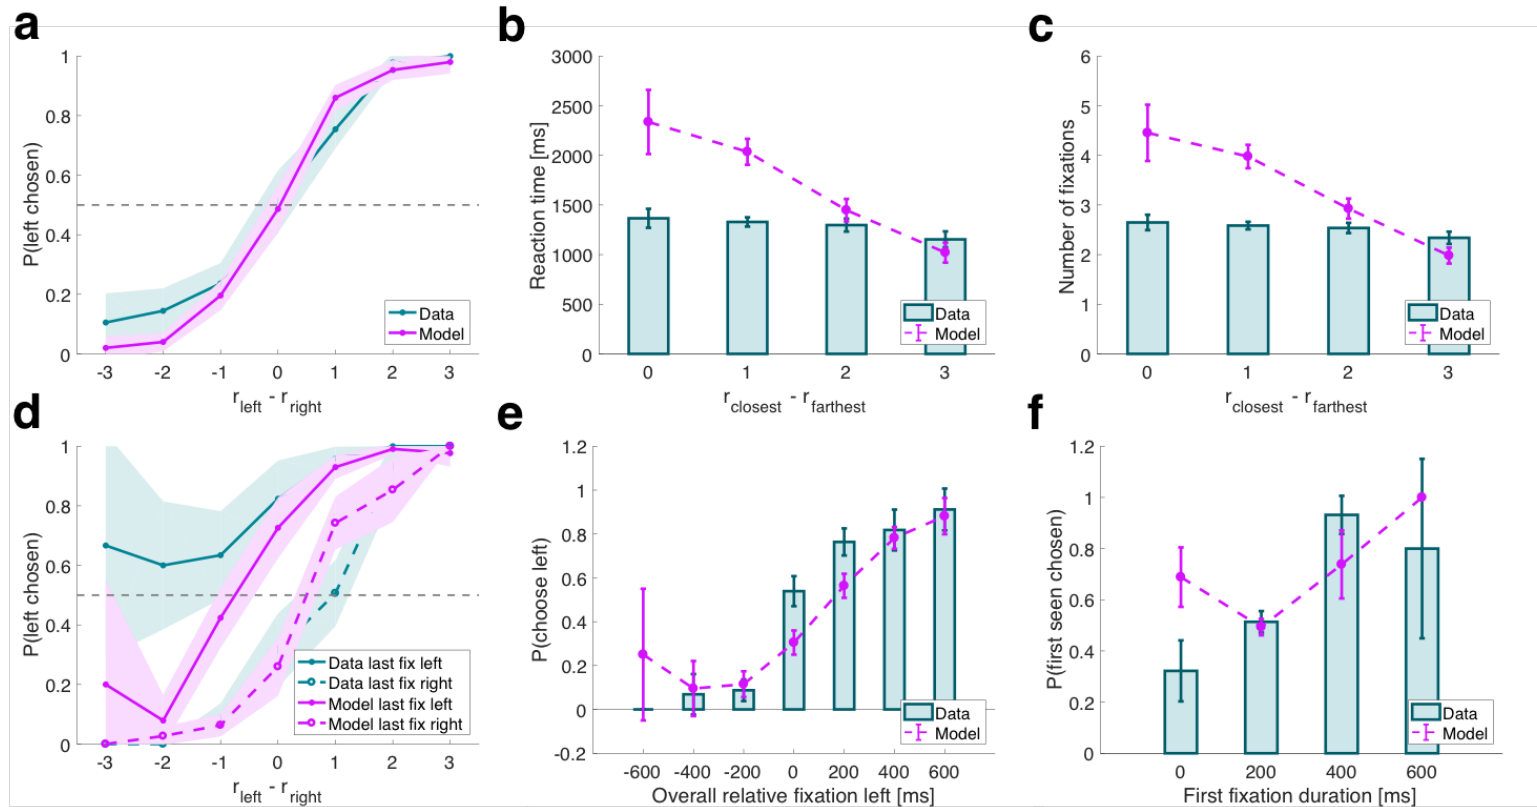 a
1
0.8
0.6
0.4
0.2
0
P(left chosen)
-3 -2 -1 0 1 2 3
r left - r right
Data
Model
b
3000
2500
2000
1500
1000
500
0
Reaction time [ms]
0 1 2 3
r closest - r farthest
Data
Model
c
6
5
4
3
2
1
0
Number of fixations
0 1 2 3
r closest - r farthest
Data
Model
d
1
0.8
0.6
0.4
0.2
0
P(left chosen)
-3 -2 -1 0 1 2 3
r left - r right
Data last fix left
Data last fix right
Model last fix left
Model last fix right
e
1.2
1
0.8
0.6
0.4
0.2
0
-0.2
P(choose left)
-600 -400 -200 0 200 400 600
Overall relative fixation left [ms]
Data
Model
f
1.2
1
0.8
0.6
0.4
0.2
0
P(first seen chosen)
0 200 400 600
First fixation duration [ms]
Data
Model